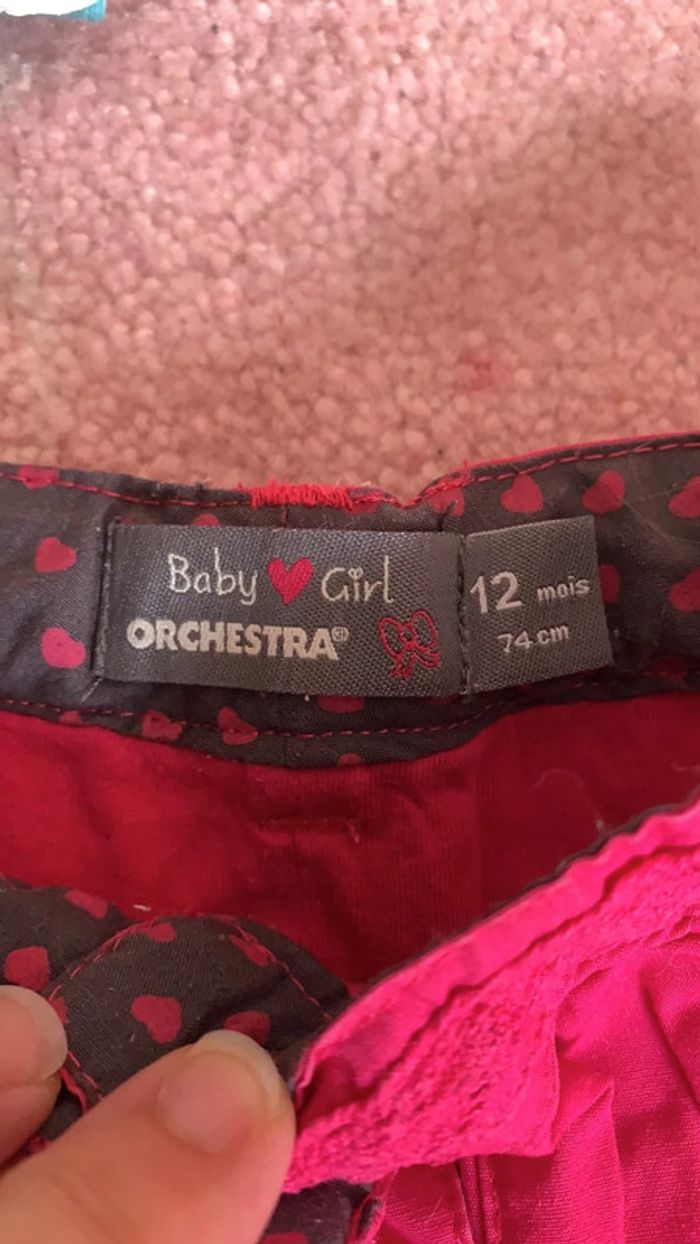 Baby Girl
ORCHESTRA
12 mois
74 cm